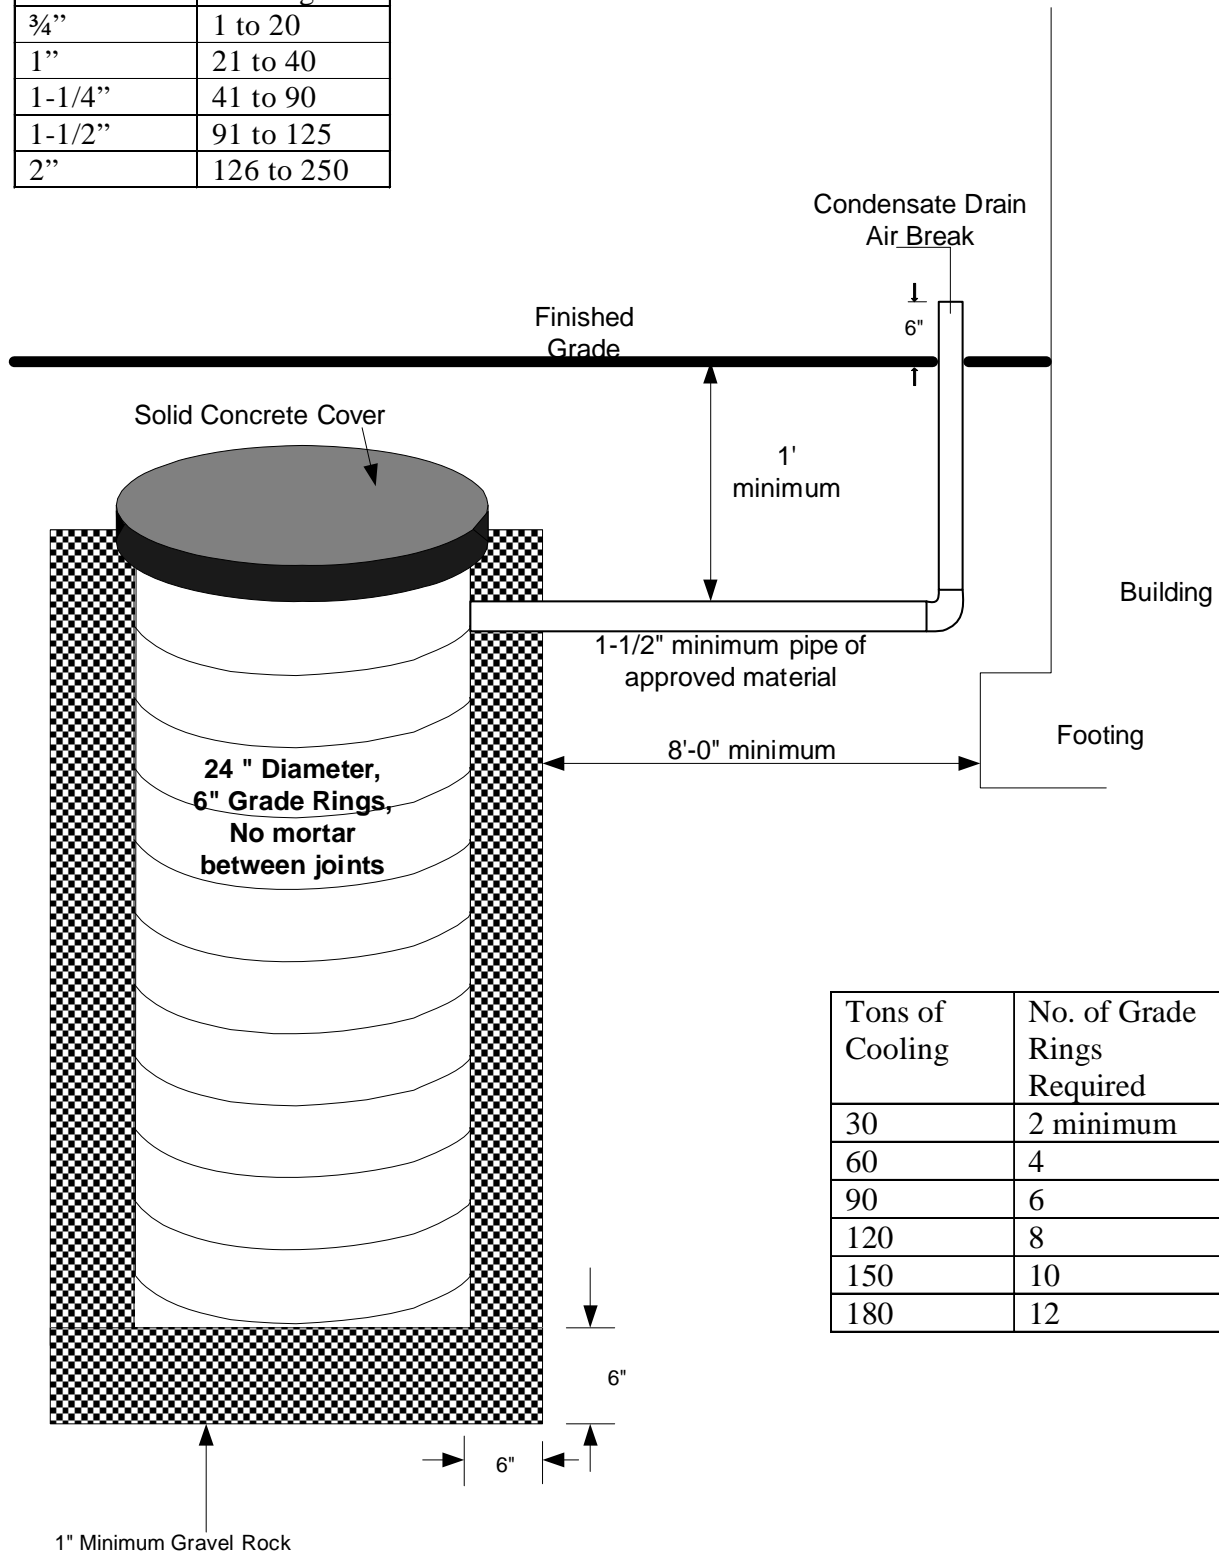 ¾” 1 to 20
1” 21 to 40
1-1/4” 41 to 90
1-1/2” 91 to 125
2” 126 to 250
Condensate Drain
Air Break
6"
Finished
Grade
Solid Concrete Cover
1'
minimum
Building
1-1/2" minimum pipe of
approved material
Footing
8'-0" minimum
24 " Diameter,
6" Grade Rings,
No mortar
between joints
Tons of
Cooling
No. of Grade
Rings
Required
30 2 minimum
60 4
90 6
120 8
150 10
180 12
6"
6"
1" Minimum Gravel Rock